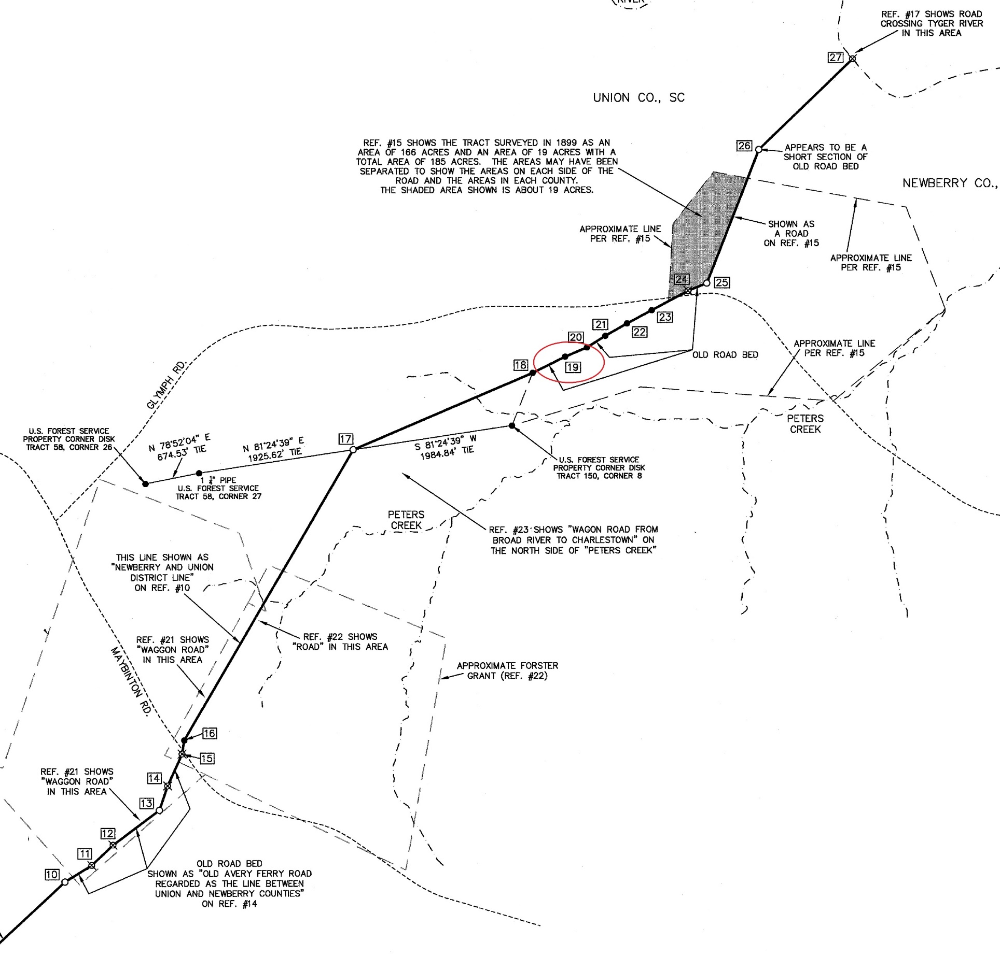 RIVER
REF. #17 SHOWS ROAD
CROSSING TYGER RIVER
IN THIS AREA
27
UNION CO., SC
REF. #15 SHOWS THE TRACT SURVEYED IN 1899 AS AN
AREA OF 166 ACRES AND AN AREA OF 19 ACRES WITH A
TOTAL AREA OF 185 ACRES. THE AREAS MAY HAVE BEEN
SEPARATED TO SHOW THE AREAS ON EACH SIDE OF THE
ROAD AND THE AREAS IN EACH COUNTY.
THE SHADED AREA SHOWN IS ABOUT 19 ACRES.
26
APPEARS TO BE A
SHORT SECTION OF
OLD ROAD BED
NEWBERRY CO.,
APPROXIMATE LINE
PER REF. #15
SHOWN AS
A ROAD
ON REF. #15
APPROXIMATE LINE
PER REF. #15
24
25
23
21
22
20
OLD ROAD BED
APPROXIMATE LINE
PER REF. #15
18
19
GLYMPH RD.
PETERS
CREEK
U.S. FOREST SERVICE
PROPERTY CORNER DISK
TRACT 58, CORNER 26
N 78°52'04" E
674.53' TIE
N 81°24'39" E
1925.62' TIE
17
S 81°24'39" W
1984.84' TIE
U.S. FOREST SERVICE
PROPERTY CORNER DISK
TRACT 150, CORNER 8
1 ¼" PIPE
U.S. FOREST SERVICE
TRACT 58, CORNER 27
PETERS
CREEK
REF. #23 SHOWS "WAGON ROAD FROM
BROAD RIVER TO CHARLESTOWN" ON
THE NORTH SIDE OF "PETERS CREEK"
THIS LINE SHOWN AS
"NEWBERRY AND UNION
DISTRICT LINE"
ON REF. #10
REF. #21 SHOWS
"WAGGON ROAD"
IN THIS AREA
REF. #22 SHOWS
"ROAD" IN THIS AREA
MAYBINTON RD.
APPROXIMATE FORSTER
GRANT (REF. #22)
16
15
REF. #21 SHOWS
"WAGGON ROAD"
IN THIS AREA
14
13
12
11
10
OLD ROAD BED
SHOWN AS "OLD AVERY FERRY ROAD
REGARDED AS THE LINE BETWEEN
UNION AND NEWBERRY COUNTIES"
ON REF. #14